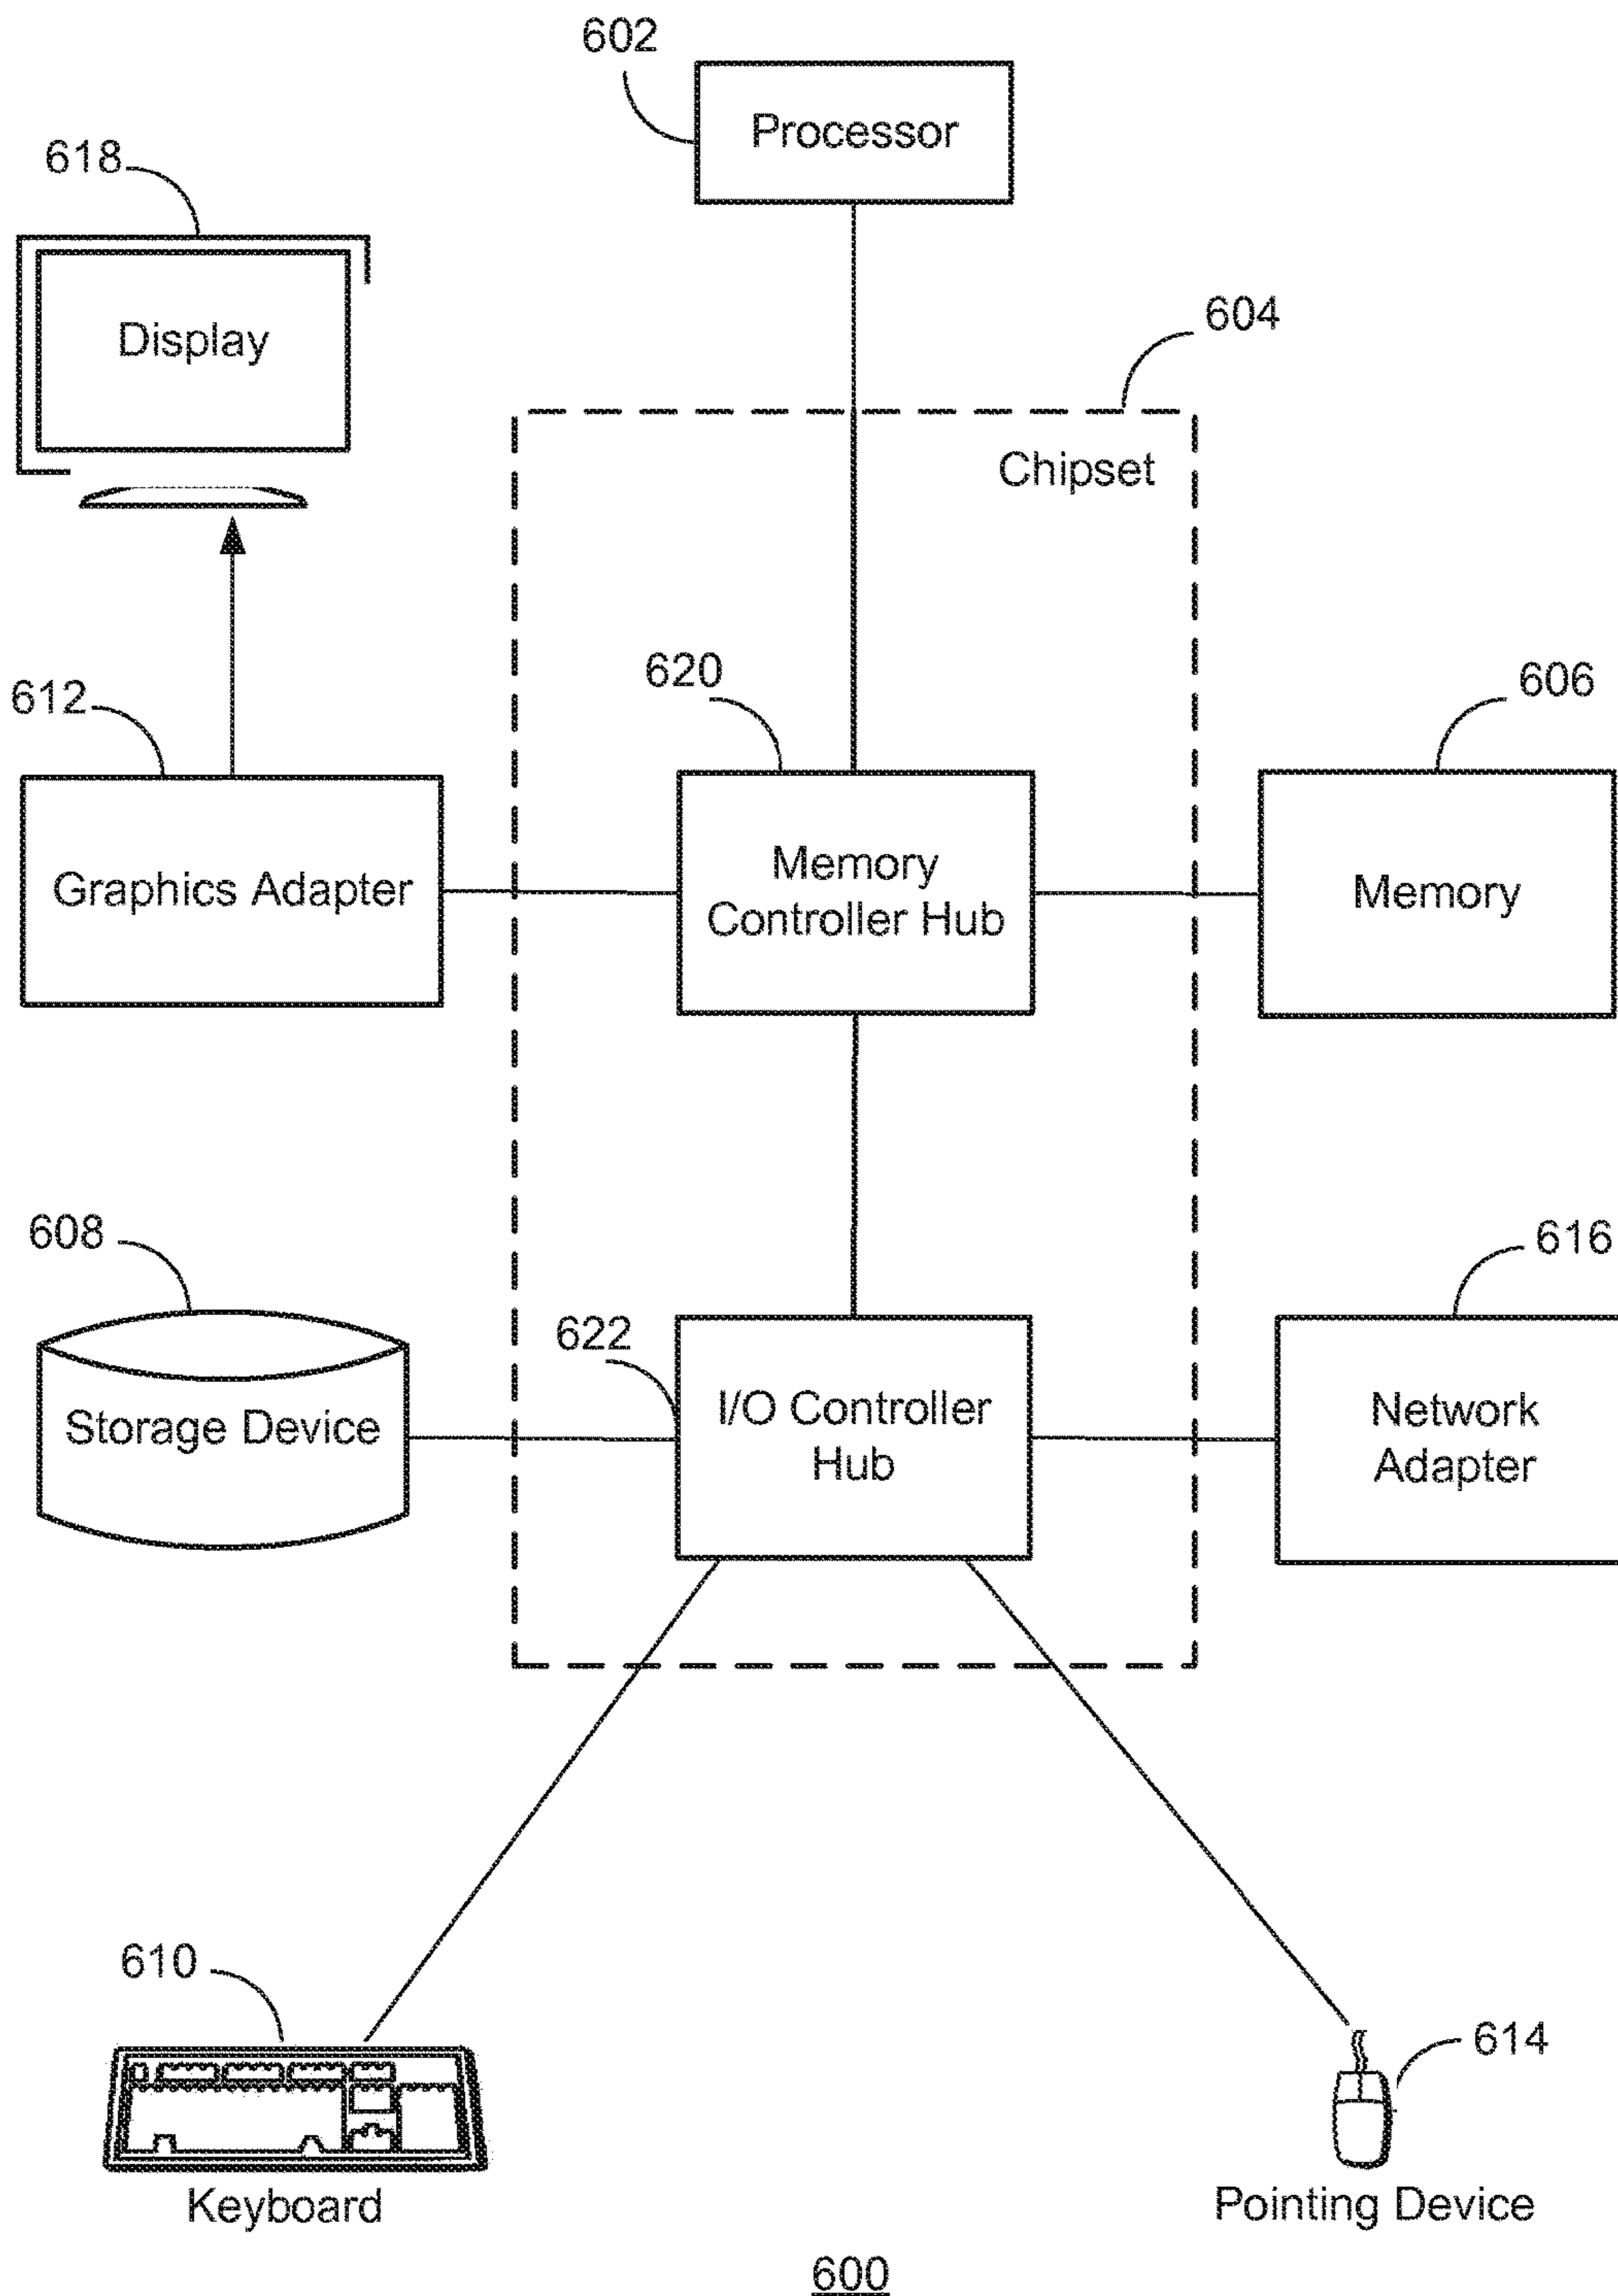 602
Processor
618
Display
604
Chipset
612
620
606
Graphics Adapter
Memory
Controller Hub
Memory
608
622
616
Storage Device
I/O Controller
Hub
Network
Adapter
610
614
Keyboard
Pointing Device
600